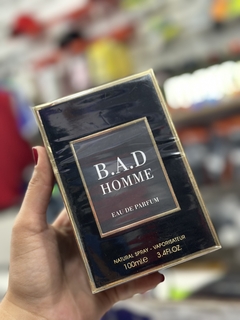 B.A.D
HOMME
EAU DE PARFUM
NATURAL SPRAY - VAPORISATEUR
100ml℮ 3.4FL.OZ.